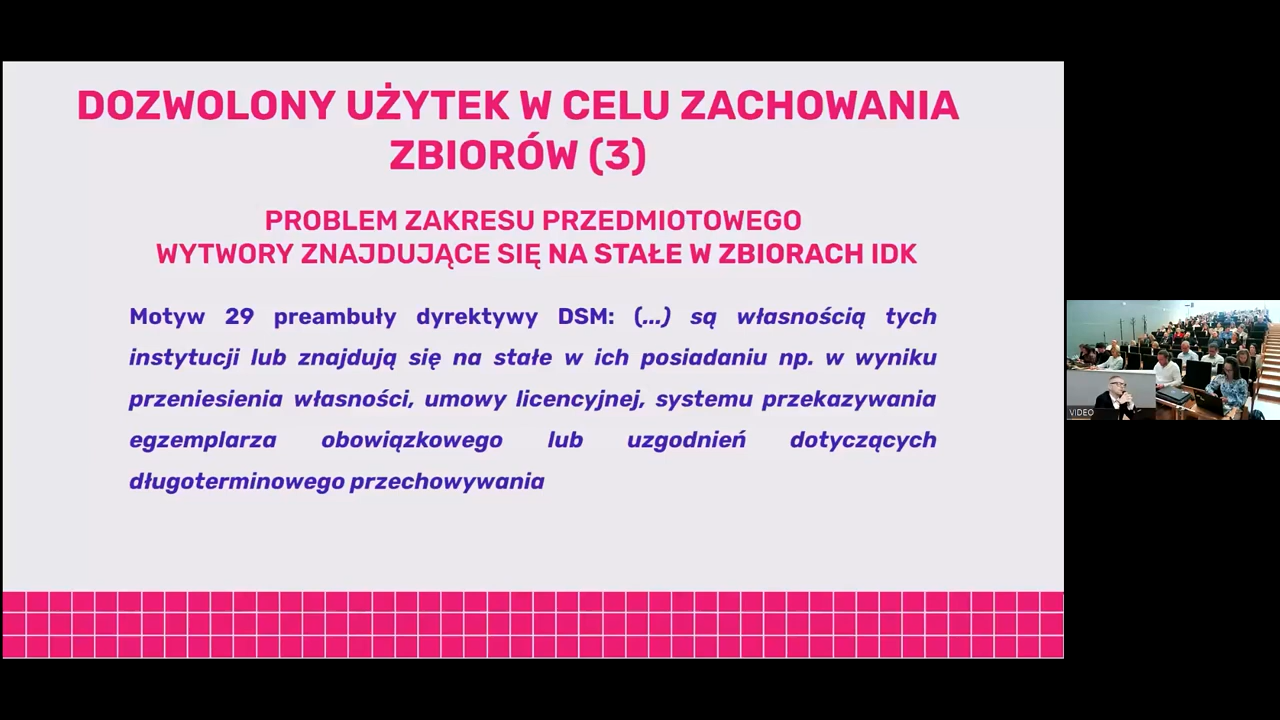 DOZWOLONY UŻYTEK W CELU ZACHOWANIA
ZBIORÓW (3)
PROBLEM ZAKRESU PRZEDMIOTOWEGO
WYTWORY ZNAJDUJĄCE SIĘ NA STAŁE W ZBIORACH IDK
Motyw 29 preambuły dyrektywy DSM: (...) są własnością tych
instytucji lub znajdują się na stałe w ich posiadaniu np. w wyniku
przeniesienia własności, umowy licencyjnej, systemu przekazywania
egzemplarza obowiązkowego lub uzgodnień dotyczących
długoterminowego przechowywania
VIDEO